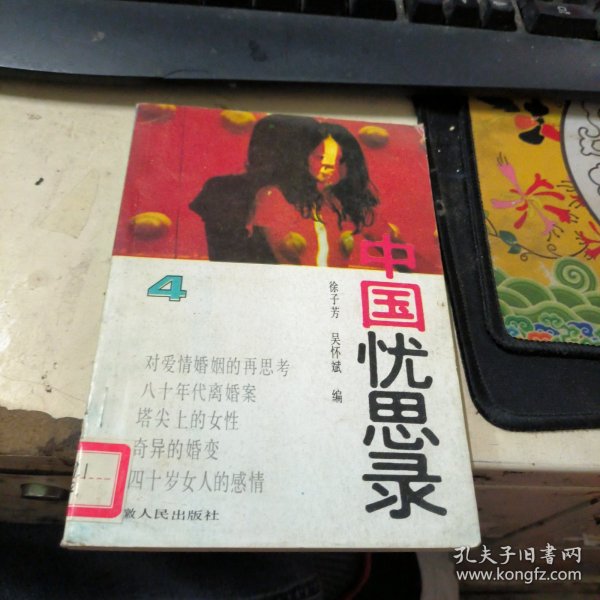 4
中国忧思录
徐子芳 吴怀斌 编
对爱情婚姻的再思考
八十年代离婚案
塔尖上的女性
奇异的婚变
四十岁女人的感情
徽人民出版社
孔夫子旧书网
www.kongfz.com